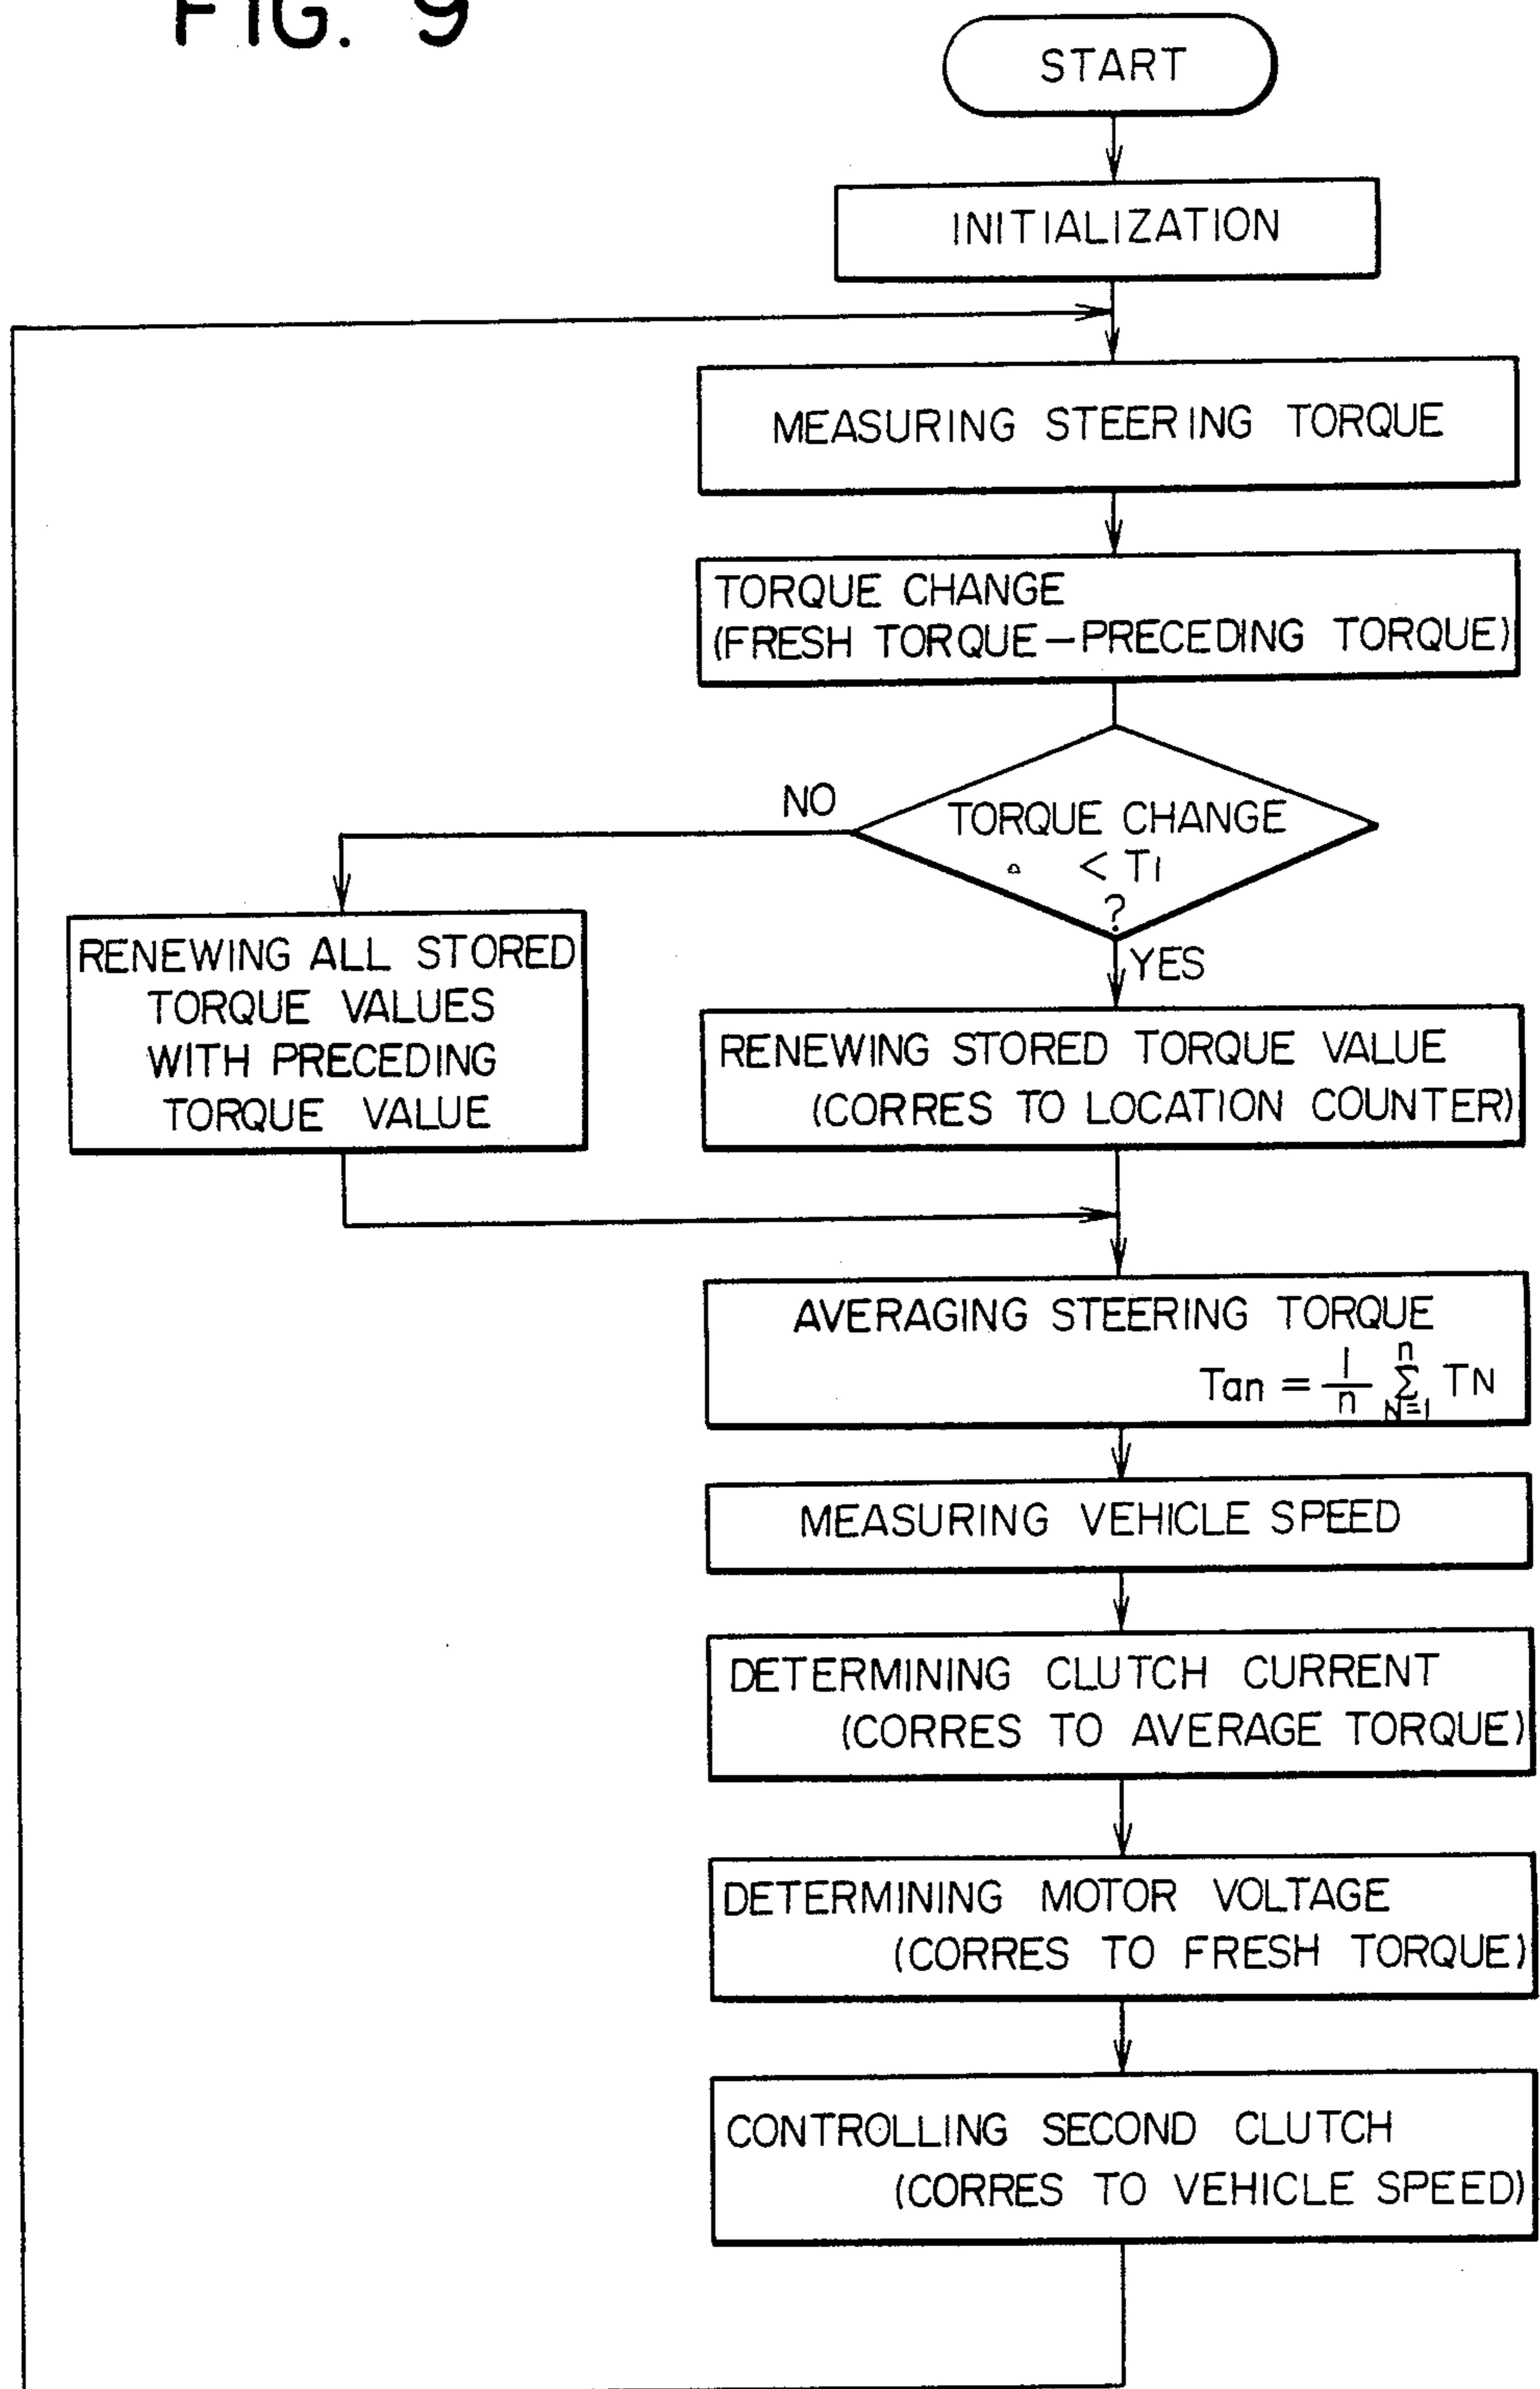 FIG. 9
START
INITIALIZATION
MEASURING STEERING TORQUE
TORQUE CHANGE
(FRESH TORQUE-PRECEDING TORQUE)
NO
TORQUE CHANGE
< T1
?
YES
RENEWING ALL STORED
TORQUE VALUES
WITH PRECEDING
TORQUE VALUE
RENEWING STORED TORQUE VALUE
(CORRES TO LOCATION COUNTER)
AVERAGING STEERING TORQUE
Tan = 1/n Σ n N=1 TN
MEASURING VEHICLE SPEED
DETERMINING CLUTCH CURRENT
(CORRES TO AVERAGE TORQUE)
DETERMINING MOTOR VOLTAGE
(CORRES TO FRESH TORQUE)
CONTROLLING SECOND CLUTCH
(CORRES TO VEHICLE SPEED)